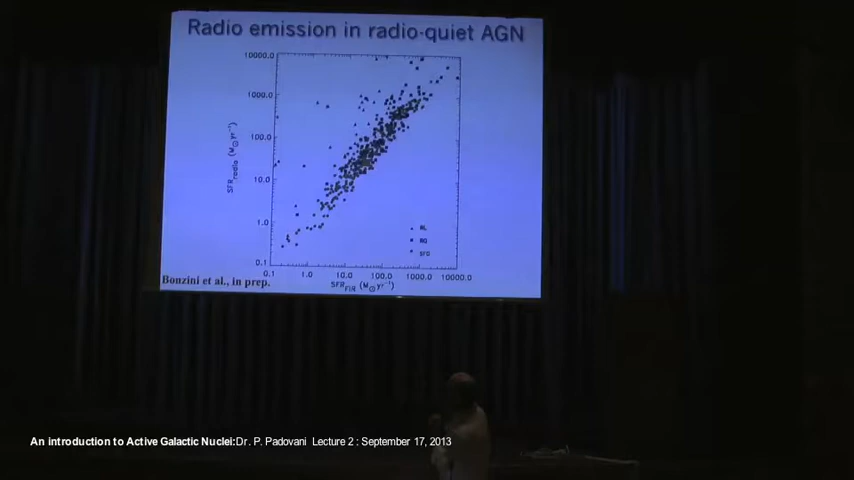 Radio emission in radio-quiet AGN
10000.0
1000.0
100.0
10.0
1.0
0.1
SFRradio (M⊙yr⁻¹)
RL
RQ
SFG
0.1 1.0 10.0 100.0 1000.0 10000.0
SFRFIR (M⊙yr⁻¹)
Bonzini et al., in prep.
An introduction to Active Galactic Nuclei:Dr. P. Padovani Lecture 2 : September 17, 2013